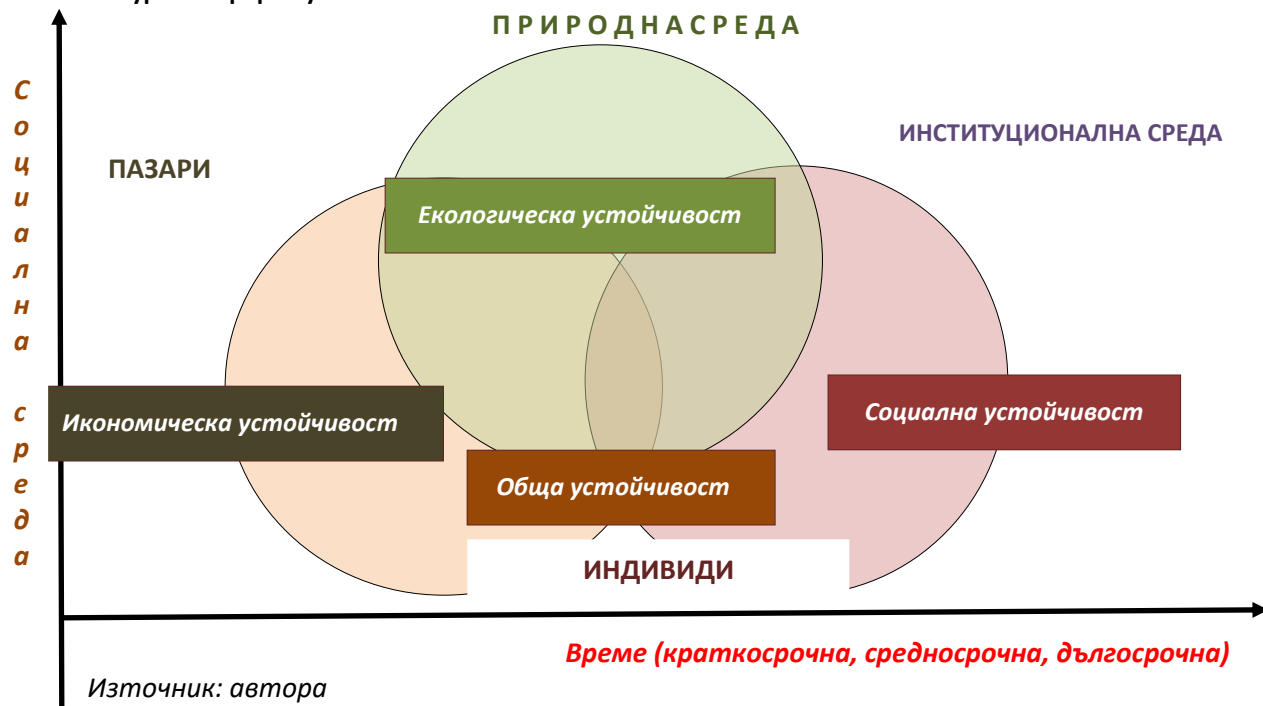 П Р И Р О Д Н А С Р Е Д А
Социална среда
ИНСТИТУЦИОНАЛНА СРЕДА
ПАЗАРИ
Екологическа устойчивост
Икономическа устойчивост
Социална устойчивост
Обща устойчивост
ИНДИВИДИ
Време (краткосрочна, средносрочна, дългосрочна)
Източник: автора